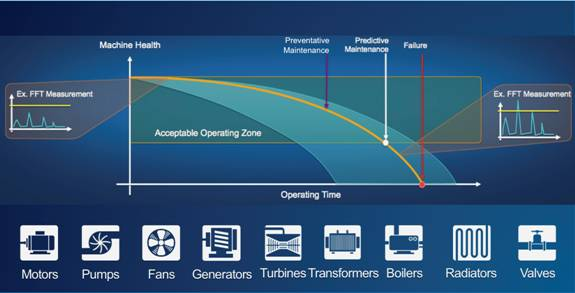 Machine Health
Preventative
Maintenance
Predictive
Maintenance
Failure
Ex. FFT Measurement
Ex. FFT Measurement
Acceptable Operating Zone
Operating Time
Motors
Pumps
Fans
Generators
Turbines
Transformers
Boilers
Radiators
Valves